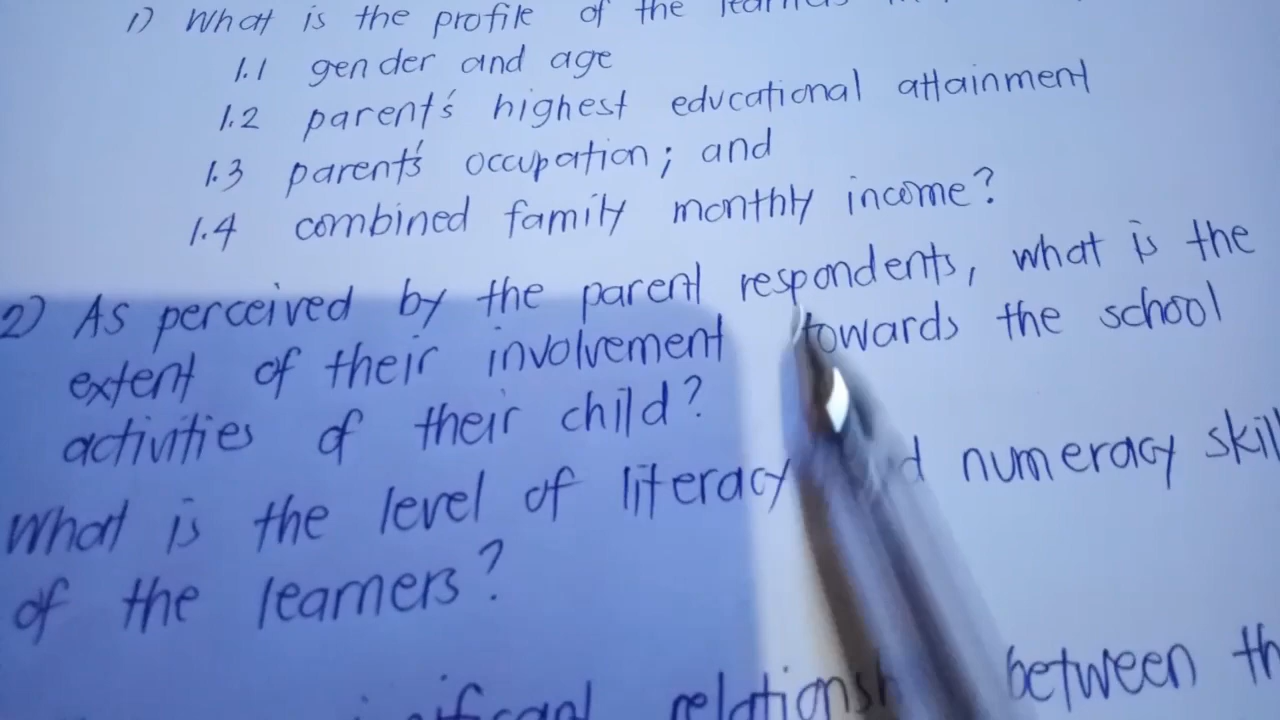 1) What is the profile of the
1.1 gender and age
1.2 parent's highest educational attainment
1.3 parent's occupation; and
1.4 combined family monthly income?
2) As perceived by the parent respondents, what is the
extent of their involvement towards the school
activities of their child?
What is the level of literacy numeracy
of the learners?
between